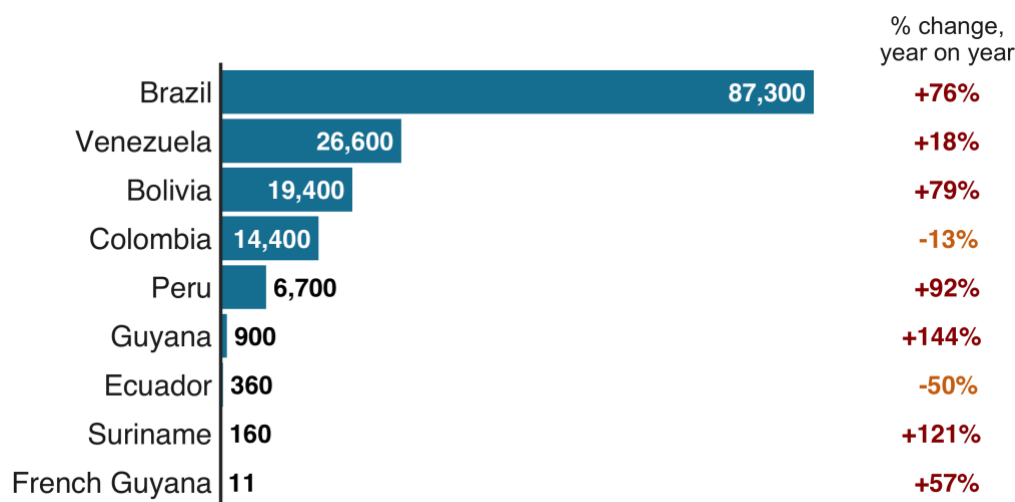 % change,
year on year
Brazil 87,300 +76%
Venezuela 26,600 +18%
Bolivia 19,400 +79%
Colombia 14,400 -13%
Peru 6,700 +92%
Guyana 900 +144%
Ecuador 360 -50%
Suriname 160 +121%
French Guyana 11 +57%